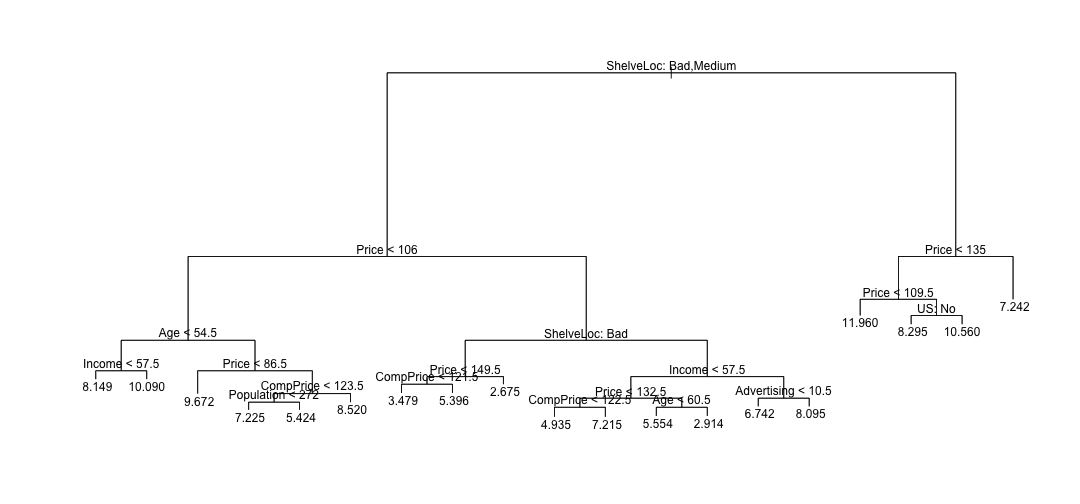 ShelveLoc: Bad,Medium
Price < 106
Price < 135
Price < 109.5
7.242
US: No
11.960
8.295
10.560
Age < 54.5
ShelveLoc: Bad
Income < 57.5
Price < 86.5
8.149
10.090
9.672
CompPrice < 123.5
Population < 272
8.520
7.225
5.424
Price < 149.5
CompPrice < 121.5
2.675
3.479
5.396
Income < 57.5
Price < 132.5
Advertising < 10.5
CompPrice < 122.5
Age < 60.5
6.742
8.095
4.935
7.215
5.554
2.914